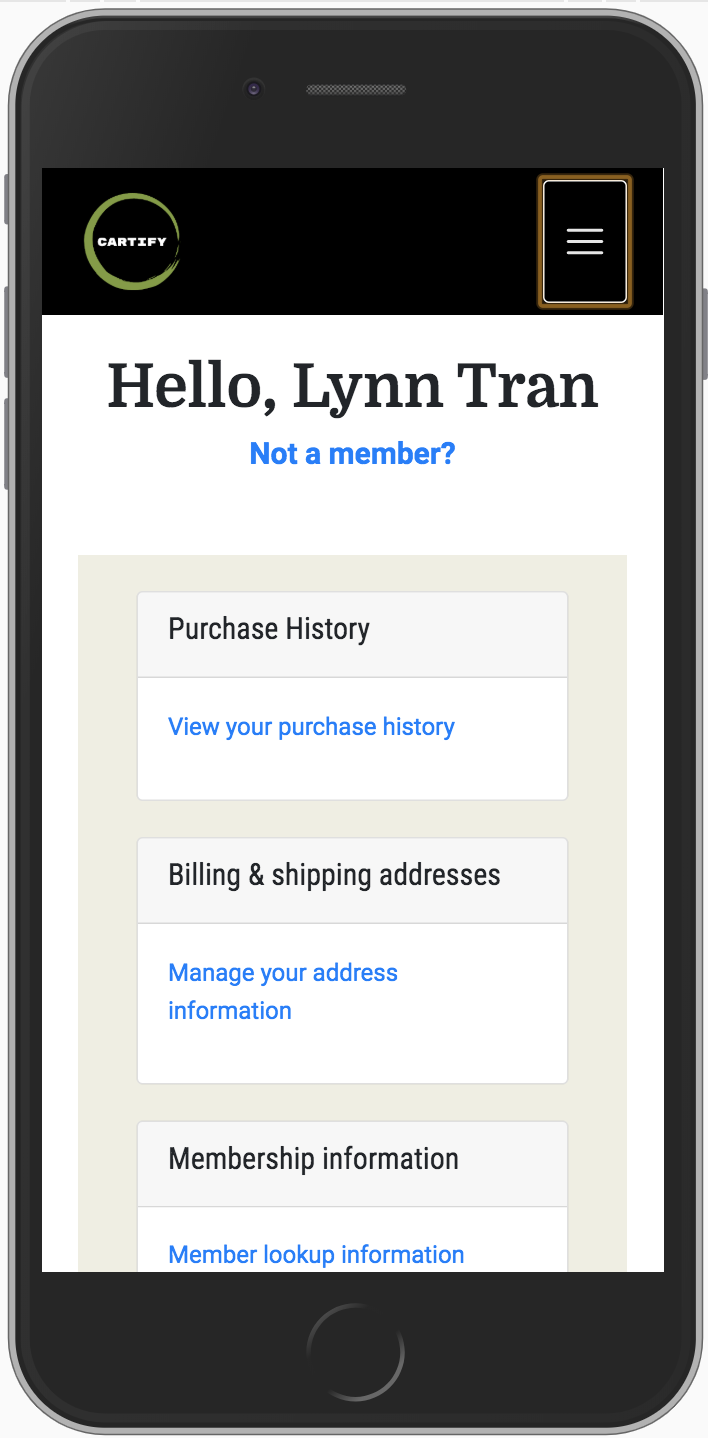 CARTIFY
Hello, Lynn Tran
Not a member?
Purchase History
View your purchase history
Billing & shipping addresses
Manage your address
information
Membership information
Member lookup information